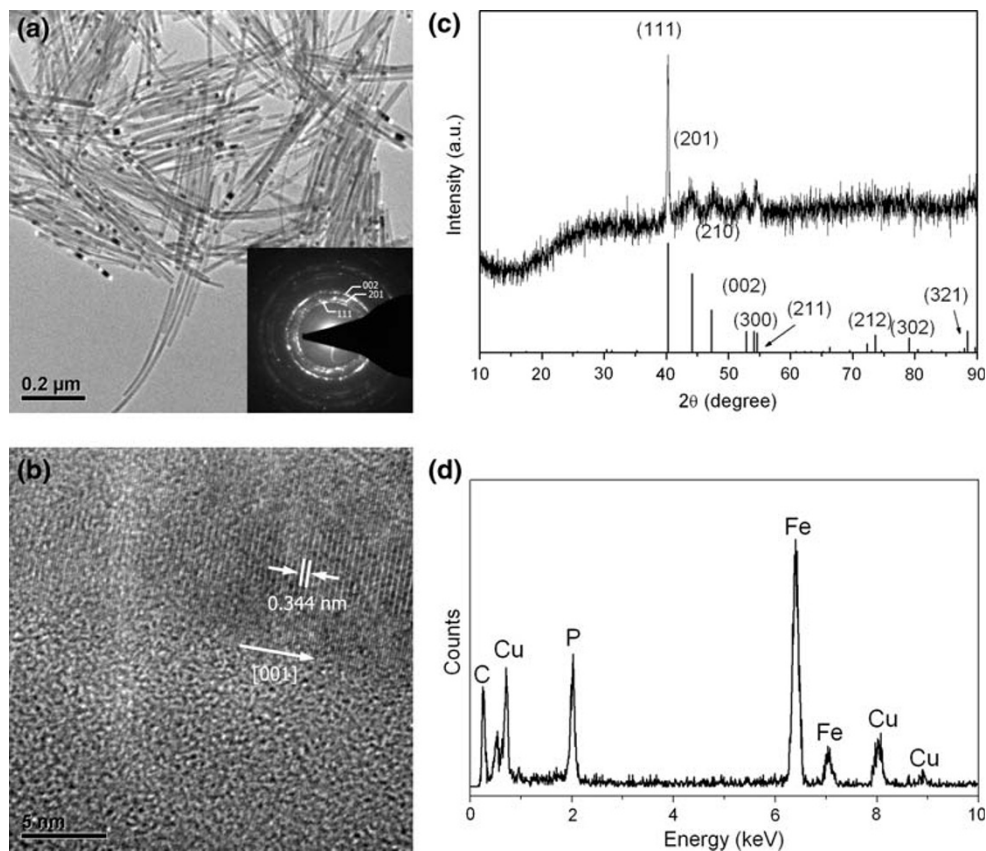 (a)
002
201
111
0.2 µm
(b)
0.344 nm
[001]
5 nm
(c)
(111)
(201)
(210)
(002)
(300)
(211)
(212)
(302)
(321)
Intensity (a.u.)
10 20 30 40 50 60 70 80 90
2θ (degree)
(d)
C
Cu
P
Fe
Fe
Cu
Cu
Counts
0 2 4 6 8 10
Energy (keV)